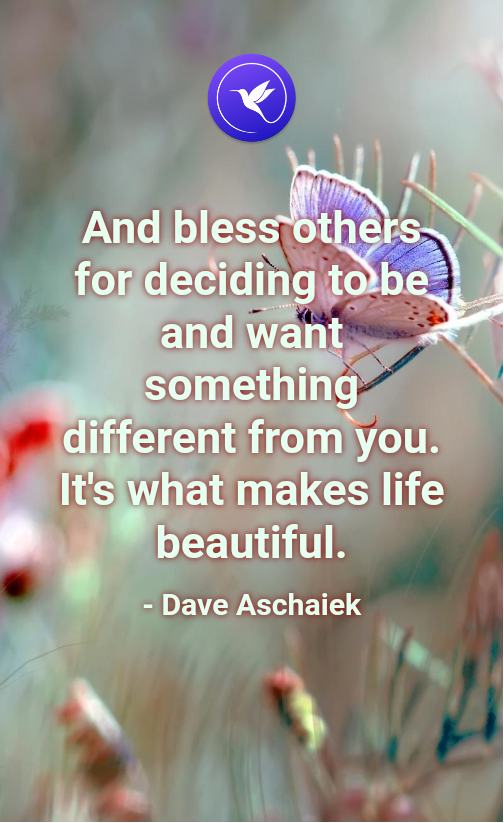 And bless others
for deciding to be
and want
something
different from you.
It's what makes life
beautiful.
- Dave Aschaiek